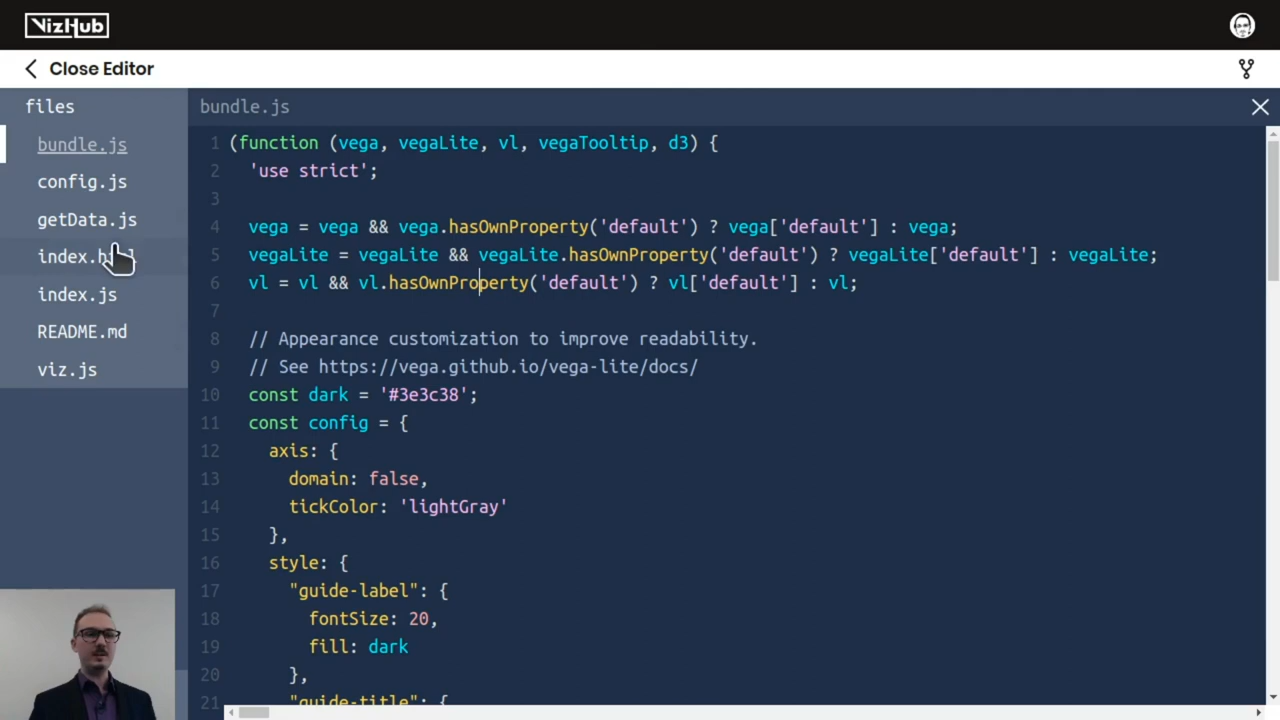 VizHub
Close Editor
files
bundle.js
config.js
getData.js
index.js
README.md
viz.js
bundle.js
1 (function (vega, vegaLite, vl, vegaTooltip, d3) {
2 'use strict';
3
4 vega = vega && vega.hasOwnProperty('default') ? vega['default'] : vega;
5 vegaLite = vegaLite && vegaLite.hasOwnProperty('default') ? vegaLite['default'] : vegaLite;
6 vl = vl && vl.hasOwnProperty('default') ? vl['default'] : vl;
7
8 // Appearance customization to improve readability.
9 // See https://vega.github.io/vega-lite/docs/
10 const dark = '#3e3c38';
11 const config = {
12 axis: {
13 domain: false,
14 tickColor: 'lightGray'
15 },
16 style: {
17 "guide-label": {
18 fontSize: 20,
19 fill: dark
20 },
21 "guide-title": {